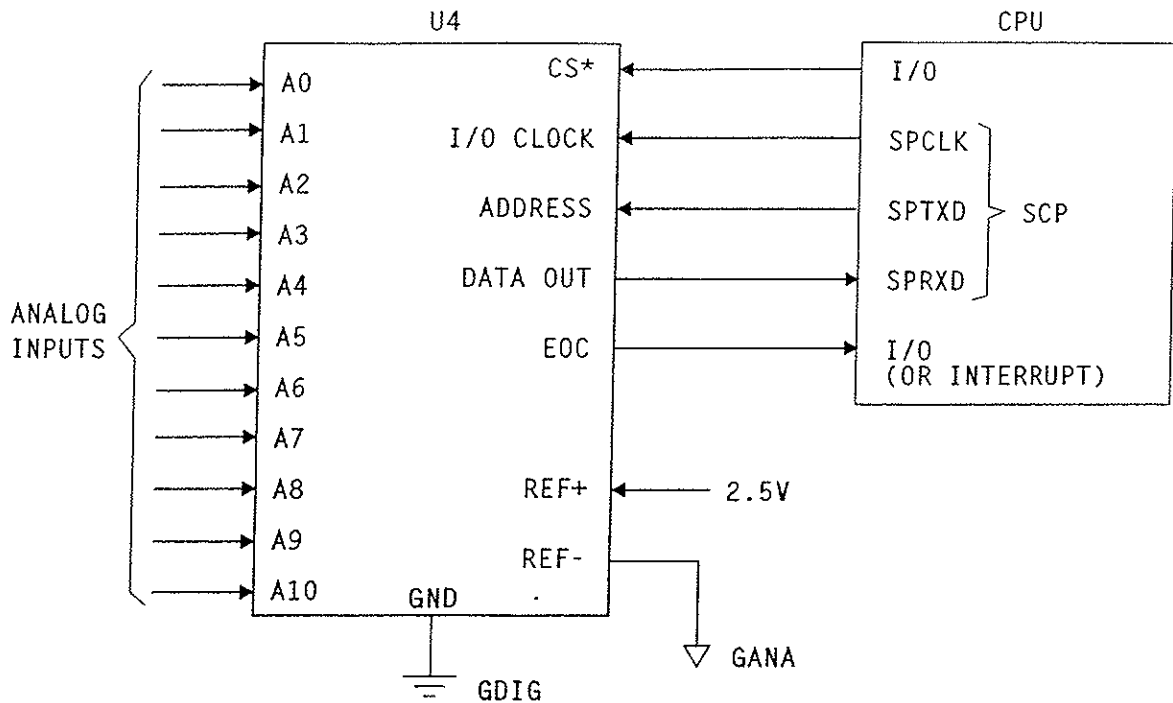 U4
CPU
ANALOG
INPUTS
A0
A1
A2
A3
A4
A5
A6
A7
A8
A9
A10
CS*
I/O CLOCK
ADDRESS
DATA OUT
EOC
REF+
REF-
GND
I/O
SPCLK
SPTXD
SPRXD
SCP
I/O
(OR INTERRUPT)
2.5V
GANA
GDIG